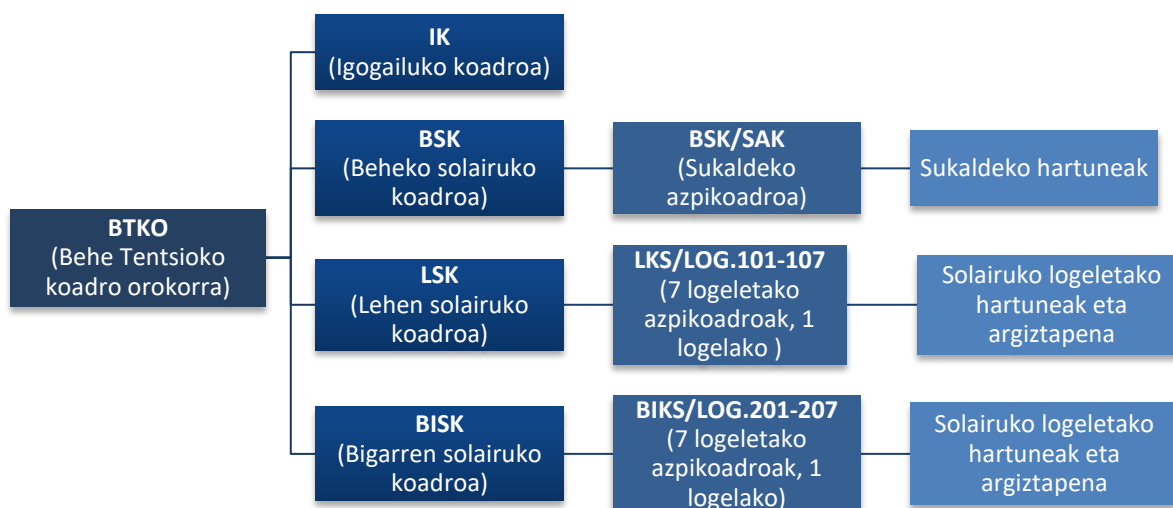 IK
(Igogailuko koadroa)
BSK
(Beheko solairuko
koadroa)
BSK/SAK
(Sukaldeko
azpikoadroa)
Sukaldeko hartuneak
BTKO
(Behe Tentsioko
koadro orokorra)
LSK
(Lehen solairuko
koadroa)
LKS/LOG.101-107
(7 logeletako
azpikoadroak, 1
logelako )
Solairuko logeletako
hartuneak eta
argiztapena
BISK
(Bigarren solairuko
koadroa)
BIKS/LOG.201-207
(7 logeletako
azpikoadroak, 1
logelako)
Solairuko logeletako
hartuneak eta
argiztapena